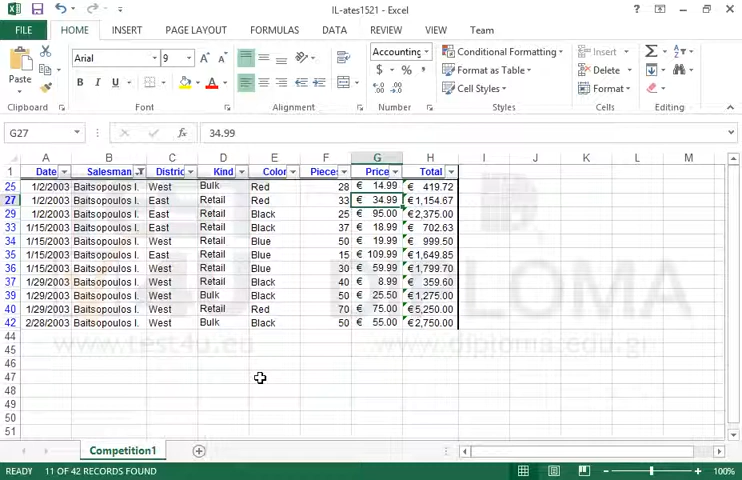 IL-ates1521 - Excel
FILE HOME INSERT PAGE LAYOUT FORMULAS DATA REVIEW VIEW Team
Paste
Clipboard
Arial 9
B I U
Font
Alignment
Accounting
$ % ,
Number
Conditional Formatting
Format as Table
Cell Styles
Styles
Insert
Delete
Format
Cells
Editing
G27 fx 34.99
A B C D E F G H I J K L M
1 Date Salesman Distric Kind Color Pieces Price Total
25 1/2/2003 Baitsopoulos I. West Bulk Red 28 € 14.99 € 419.72
27 1/2/2003 Baitsopoulos I. East Retail Red 33 € 34.99 € 1,154.67
29 1/2/2003 Baitsopoulos I. East Retail Black 25 € 95.00 € 2,375.00
33 1/15/2003 Baitsopoulos I. East Retail Black 37 € 18.99 € 702.63
34 1/15/2003 Baitsopoulos I. West Retail Blue 50 € 19.99 € 999.50
35 1/15/2003 Baitsopoulos I. East Retail Blue 15 € 109.99 € 1,649.85
36 1/15/2003 Baitsopoulos I. West Retail Blue 30 € 59.99 € 1,799.70
37 1/29/2003 Baitsopoulos I. West Retail Black 40 € 8.99 € 359.60
39 1/29/2003 Baitsopoulos I. West Bulk Black 50 € 25.50 € 1,275.00
40 1/29/2003 Baitsopoulos I. West Retail Red 70 € 75.00 € 5,250.00
42 2/28/2003 Baitsopoulos I. West Bulk Black 50 € 55.00 € 2,750.00
DIPLOMA
www.test4u.eu www.diploma.edu.gr
44
45
46
47
48
49
50
51
Competition1
READY 11 OF 42 RECORDS FOUND 100%